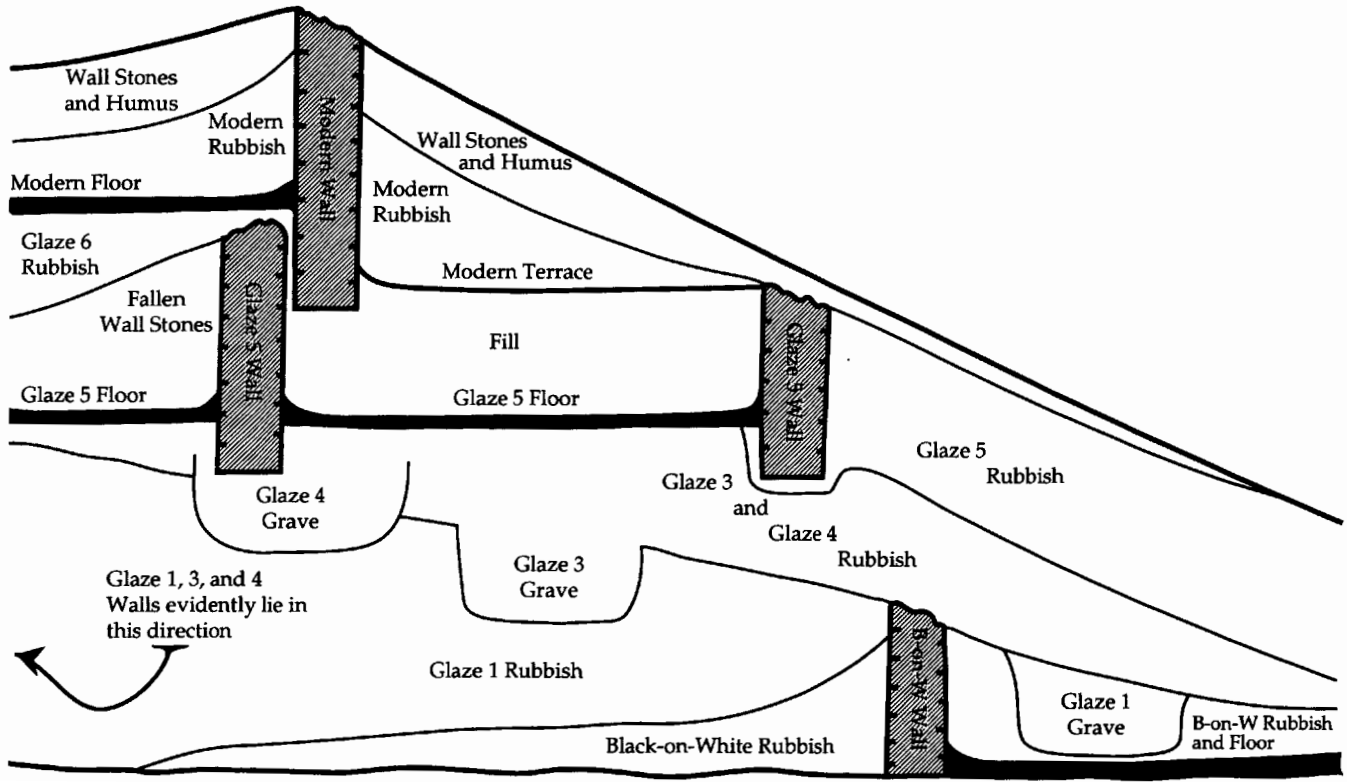 Wall Stones
and Humus
Modern
Rubbish
Modern Wall
Wall Stones
and Humus
Modern
Rubbish
Modern Floor
Glaze 6
Rubbish
Fallen
Wall Stones
Glaze 5 Wall
Modern Terrace
Fill
Glaze 5 Wall
Glaze 5 Floor
Glaze 5 Floor
Glaze 5
Rubbish
Glaze 4
Grave
Glaze 3
and
Glaze 4
Rubbish
Glaze 3
Grave
Glaze 1, 3, and 4
Walls evidently lie in
this direction
Glaze 1 Rubbish
B-on-W Wall
Glaze 1
Grave
B-on-W Rubbish
and Floor
Black-on-White Rubbish